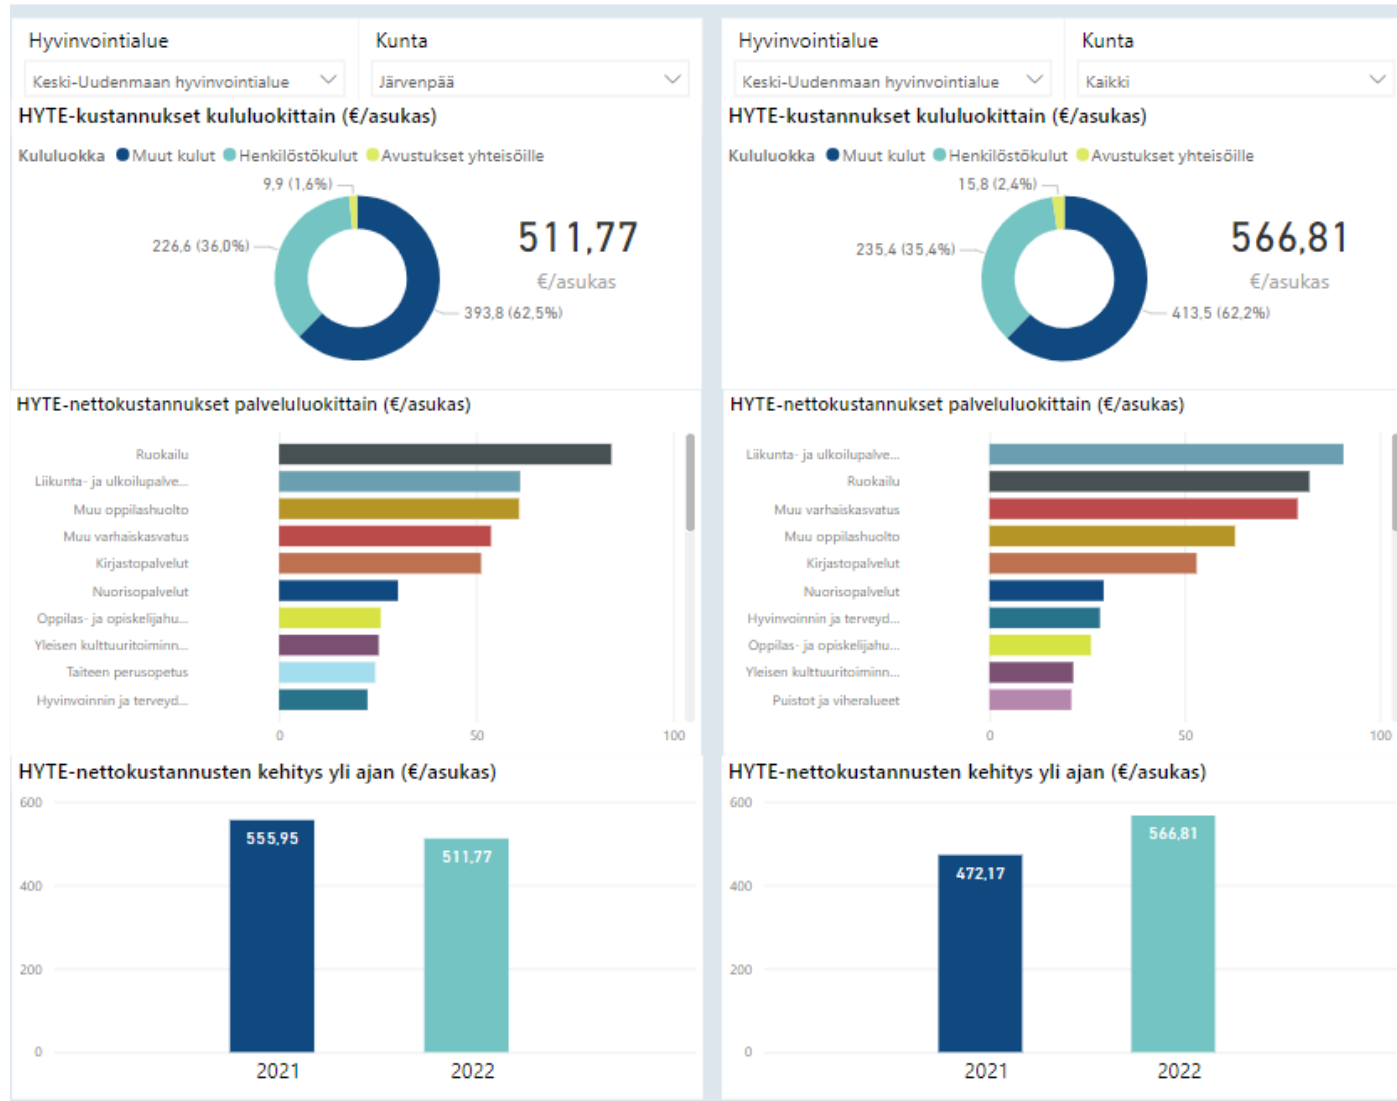 Hyvinvointialue Kunta
Keski-Uudenmaan hyvinvointialue Järvenpää
HYTE-kustannukset kululuokittain (€/asukas)
Kululuokka Muut kulut Henkilöstökulut Avustukset yhteisöille
9,9 (1,6%)
226,6 (36,0%)
511,77
€/asukas
393,8 (62,5%)
HYTE-nettokustannukset palveluluokittain (€/asukas)
Ruokailu
Liikunta- ja ulkoilupalve...
Muu oppilashuolto
Muu varhaiskasvatus
Kirjastopalvelut
Nuorisopalvelut
Oppilas- ja opiskelijahu...
Yleisen kulttuuritoiminn...
Taiteen perusopetus
Hyvinvoinnin ja terveyd...
0 50 100
HYTE-nettokustannusten kehitys yli ajan (€/asukas)
600
555,95
511,77
400
200
0
2021 2022
Hyvinvointialue Kunta
Keski-Uudenmaan hyvinvointialue Kaikki
HYTE-kustannukset kululuokittain (€/asukas)
Kululuokka Muut kulut Henkilöstökulut Avustukset yhteisöille
15,8 (2,4%)
235,4 (35,4%)
566,81
€/asukas
413,5 (62,2%)
HYTE-nettokustannukset palveluluokittain (€/asukas)
Liikunta- ja ulkoilupalve...
Ruokailu
Muu varhaiskasvatus
Muu oppilashuolto
Kirjastopalvelut
Nuorisopalvelut
Hyvinvoinnin ja terveyd...
Oppilas- ja opiskelijahu...
Yleisen kulttuuritoiminn...
Puistot ja viheralueet
0 50 100
HYTE-nettokustannusten kehitys yli ajan (€/asukas)
600
566,81
472,17
400
200
0
2021 2022